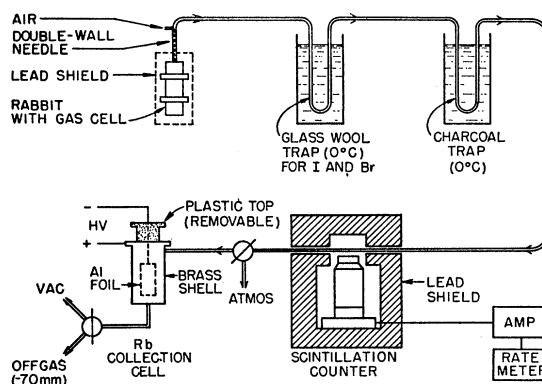 AIR
DOUBLE-WALL
NEEDLE
LEAD SHIELD
RABBIT
WITH GAS CELL
GLASS WOOL
TRAP (0°C)
FOR I AND Br
CHARCOAL
TRAP
(0°C)
−
HV
+
PLASTIC TOP
(REMOVABLE)
Al
FOIL
BRASS
SHELL
ATMOS
VAC
OFFGAS
(-70mm)
Rb
COLLECTION
CELL
SCINTILLATION
COUNTER
LEAD
SHIELD
AMP
RATE
METER